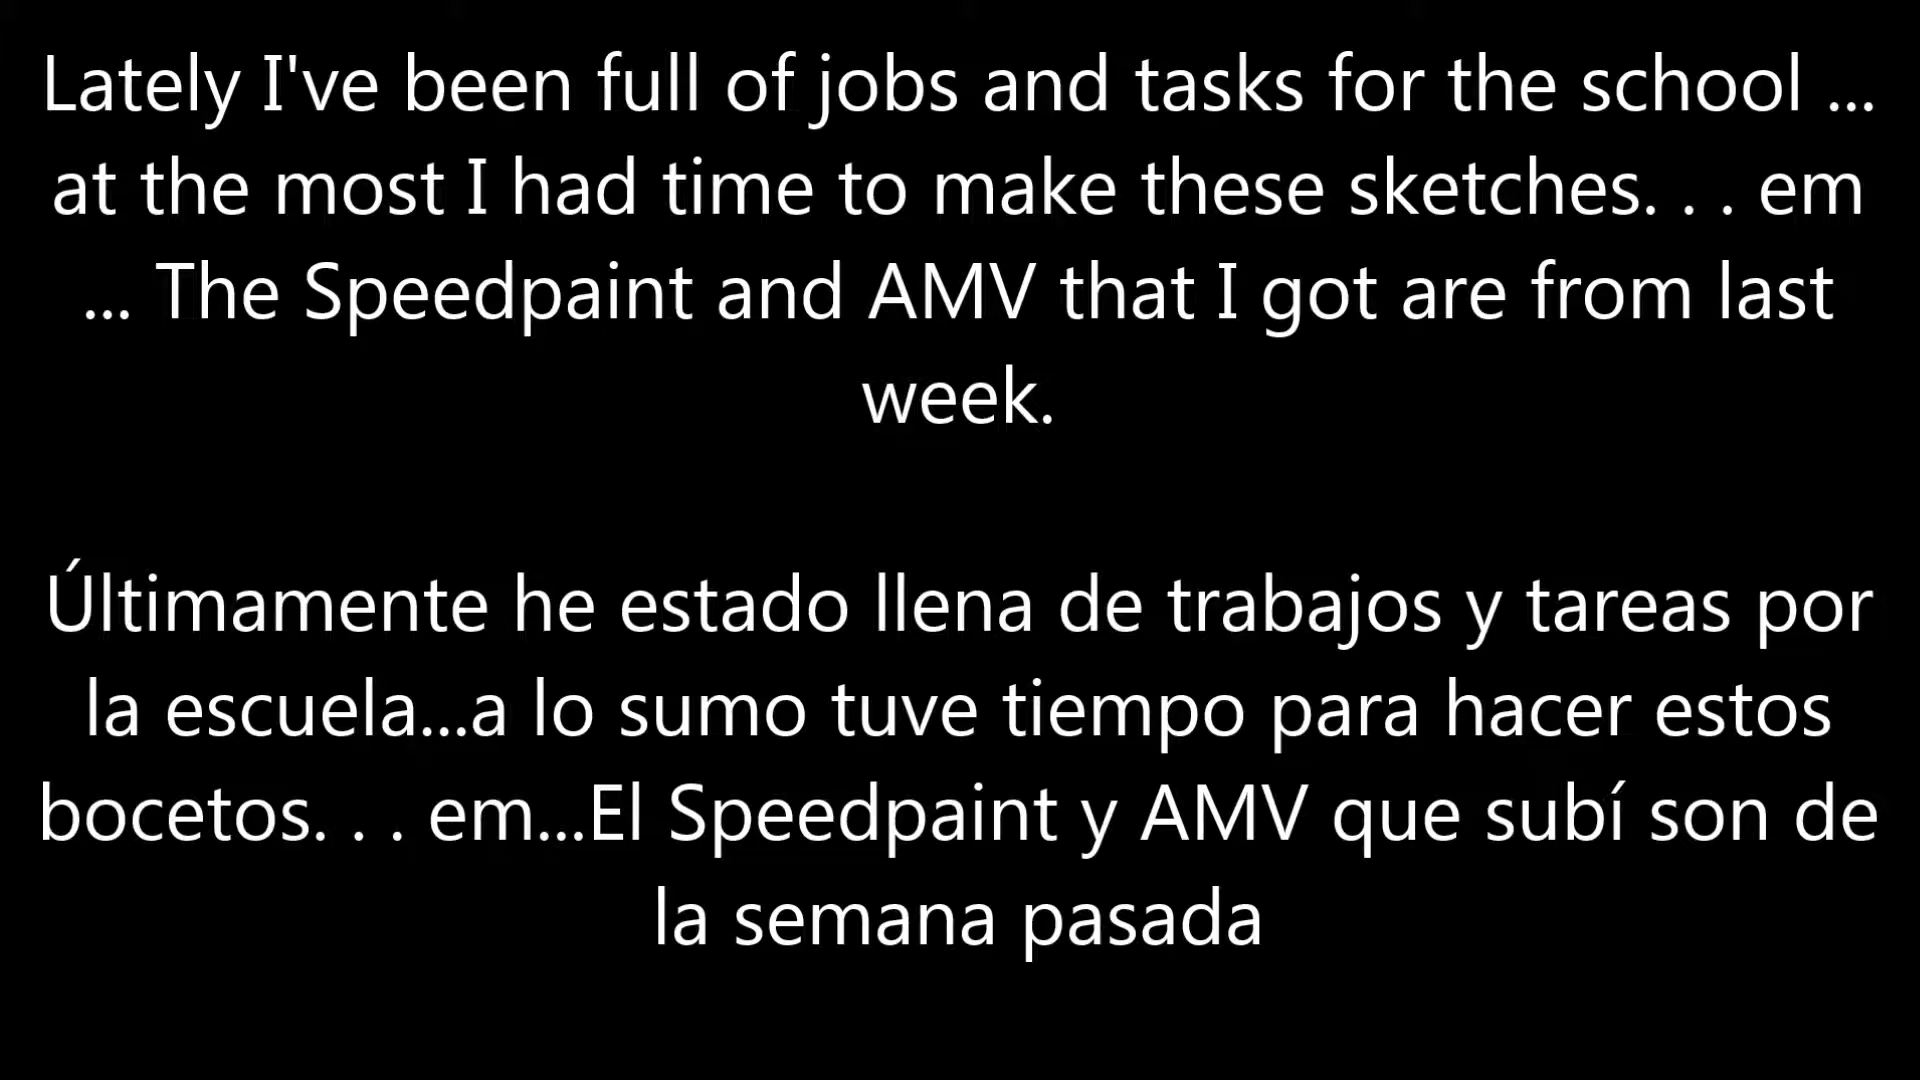 Lately I've been full of jobs and tasks for the school ...
at the most I had time to make these sketches. . . em
... The Speedpaint and AMV that I got are from last
week.
Últimamente he estado llena de trabajos y tareas por
la escuela...a lo sumo tuve tiempo para hacer estos
bocetos. . . em...El Speedpaint y AMV que subí son de
la semana pasada